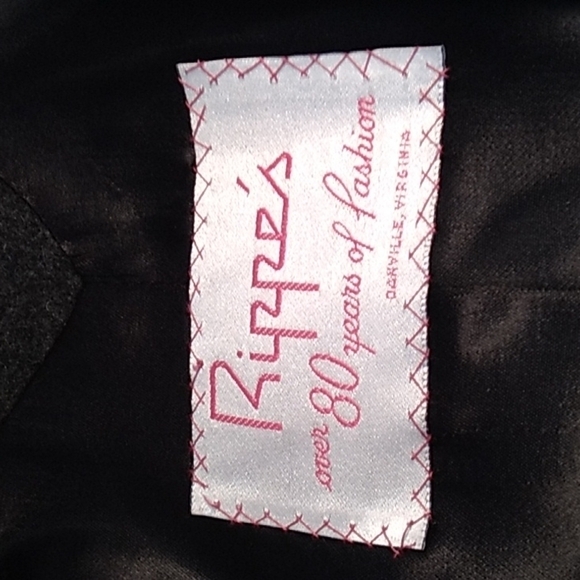 Rippe's
over 80 years of fashion
DANVILLE, VIRGINIA